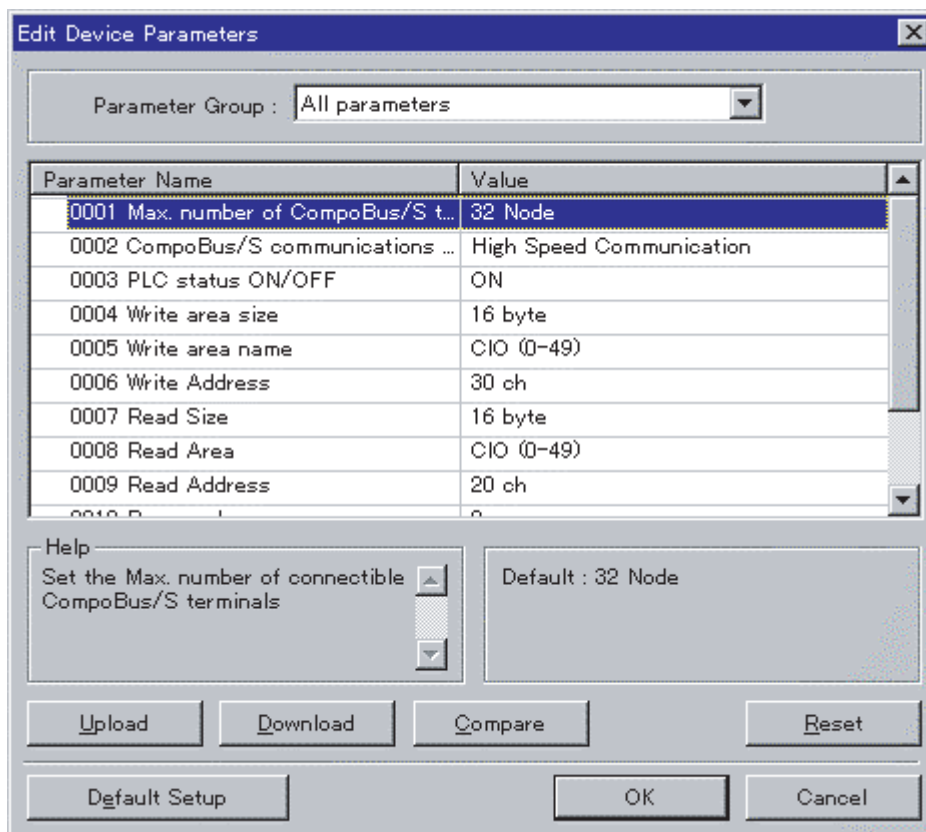 Edit Device Parameters
Parameter Group : All parameters
Parameter Name Value
0001 Max. number of CompoBus/S t... 32 Node
0002 CompoBus/S communications ... High Speed Communication
0003 PLC status ON/OFF ON
0004 Write area size 16 byte
0005 Write area name CIO (0-49)
0006 Write Address 30 ch
0007 Read Size 16 byte
0008 Read Area CIO (0-49)
0009 Read Address 20 ch
Help
Set the Max. number of connectible
CompoBus/S terminals
Default : 32 Node
Upload Download Compare Reset
Default Setup OK Cancel